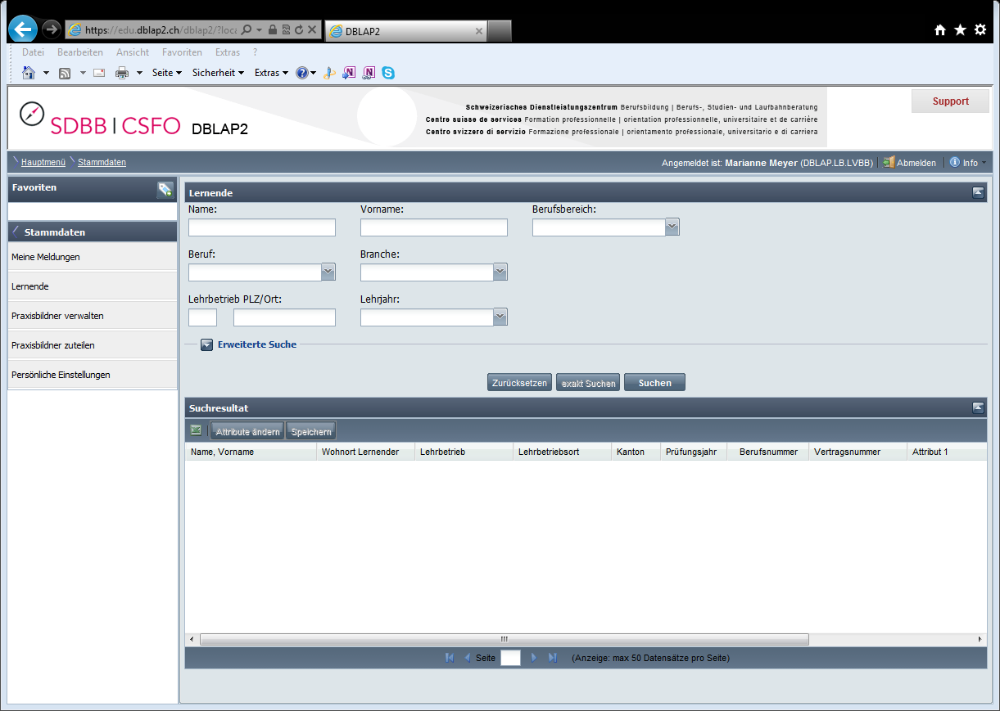 https://edu.dblap2.ch/dblap2/?loca
DBLAP2
Datei Bearbeiten Ansicht Favoriten Extras ?
Seite Sicherheit Extras
SDBB | CSFO DBLAP2
Schweizerisches Dienstleistungszentrum Berufsbildung | Berufs-, Studien- und Laufbahnberatung
Centro suisse de services Formation professionnelle | orientation professionnelle, universitaire et de carrière
Centro svizzero di servizio Formazione professionale | orientamento professionale, universitario e di carriera
Support
Hauptmenü Stammdaten
Angemeldet ist: Marianne Meyer (DBLAP.LB.LVBB) Abmelden Info
Favoriten
Stammdaten
Meine Meldungen
Lernende
Praxisbildner verwalten
Praxisbildner zuteilen
Persönliche Einstellungen
Lernende
Name: Vorname: Berufsbereich:
Beruf: Branche:
Lehrbetrieb PLZ/Ort: Lehrjahr:
Erweiterte Suche
Zurücksetzen exakt Suchen Suchen
Suchresultat
Attribute ändern Speichern
Name, Vorname Wohnort Lernender Lehrbetrieb Lehrbetriebsort Kanton Prüfungsjahr Berufsnummer Vertragsnummer Attribut 1
Seite (Anzeige: max 50 Datensätze pro Seite)